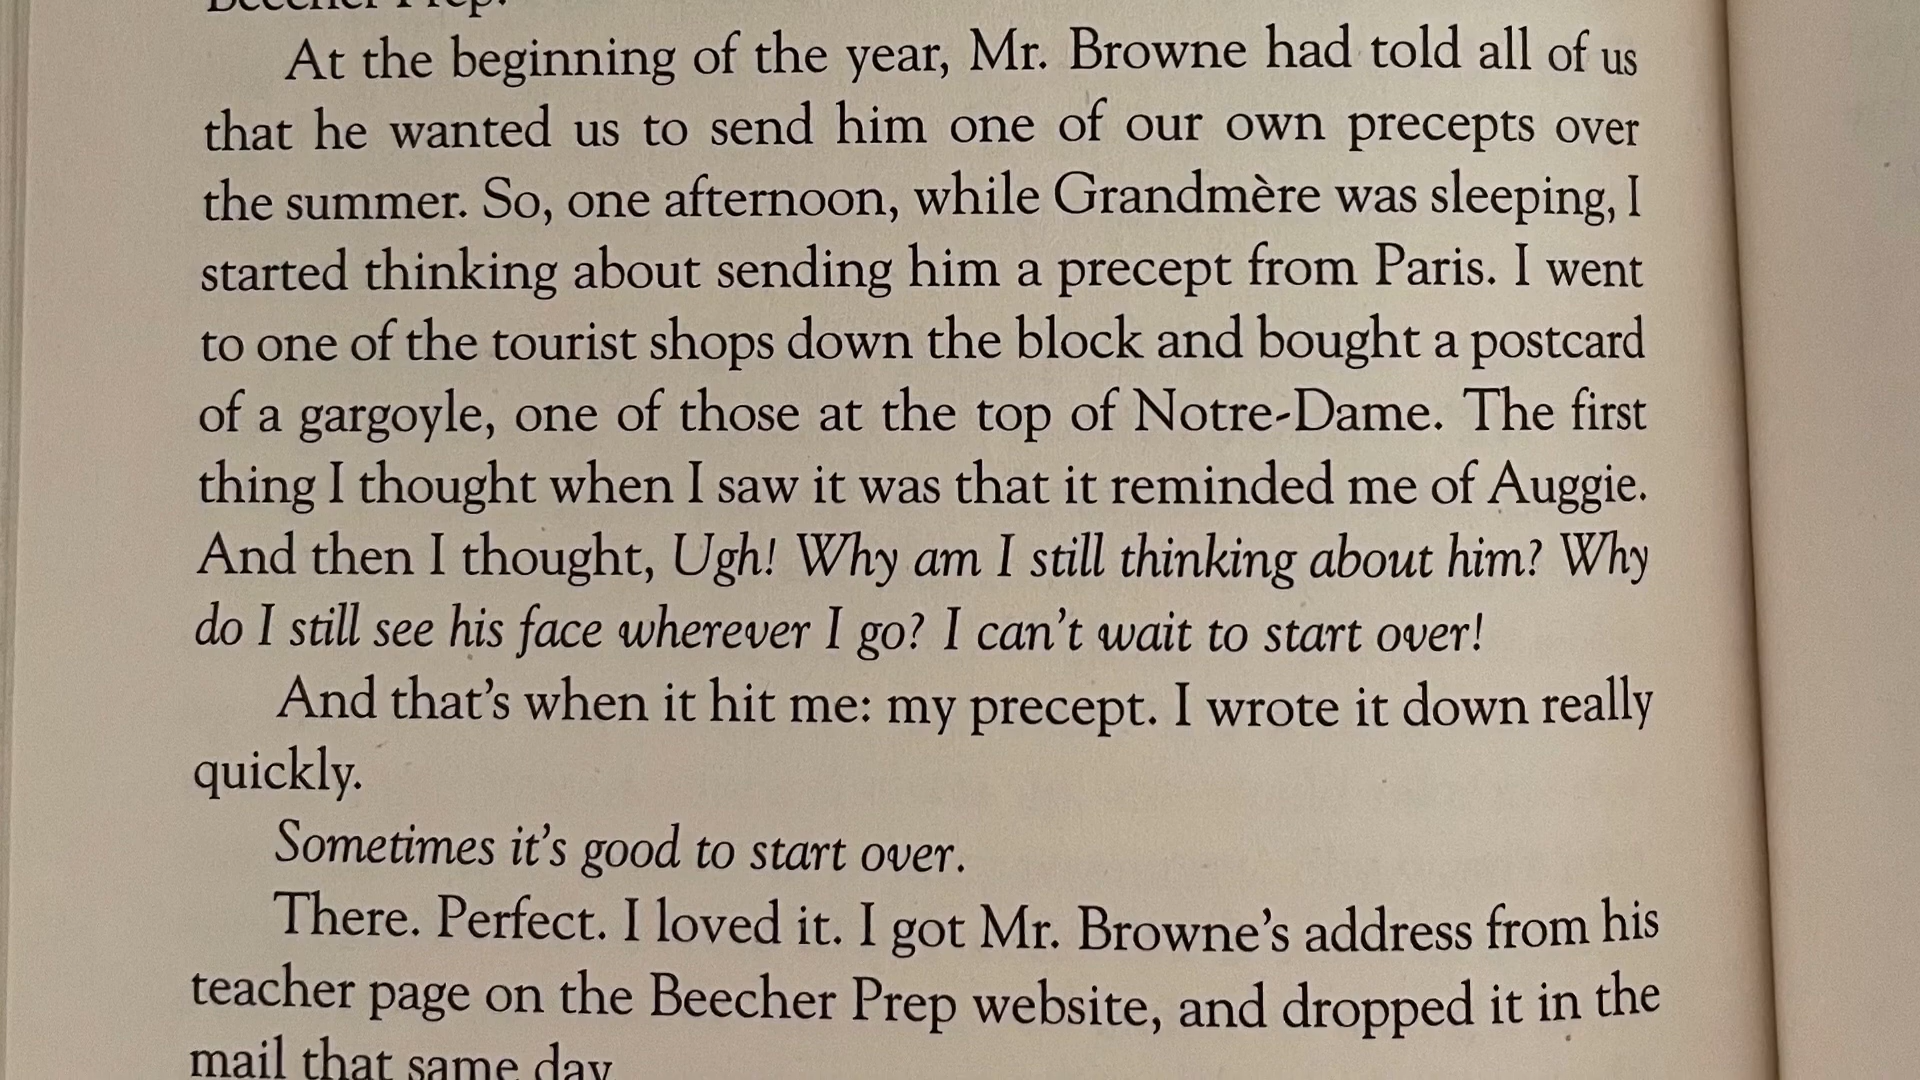 Beecher Prep.
At the beginning of the year, Mr. Browne had told all of us
that he wanted us to send him one of our own precepts over
the summer. So, one afternoon, while Grandmère was sleeping, I
started thinking about sending him a precept from Paris. I went
to one of the tourist shops down the block and bought a postcard
of a gargoyle, one of those at the top of Notre-Dame. The first
thing I thought when I saw it was that it reminded me of Auggie.
And then I thought, Ugh! Why am I still thinking about him? Why
do I still see his face wherever I go? I can't wait to start over!
And that's when it hit me: my precept. I wrote it down really
quickly.
Sometimes it's good to start over.
There. Perfect. I loved it. I got Mr. Browne's address from his
teacher page on the Beecher Prep website, and dropped it in the
mail that same day